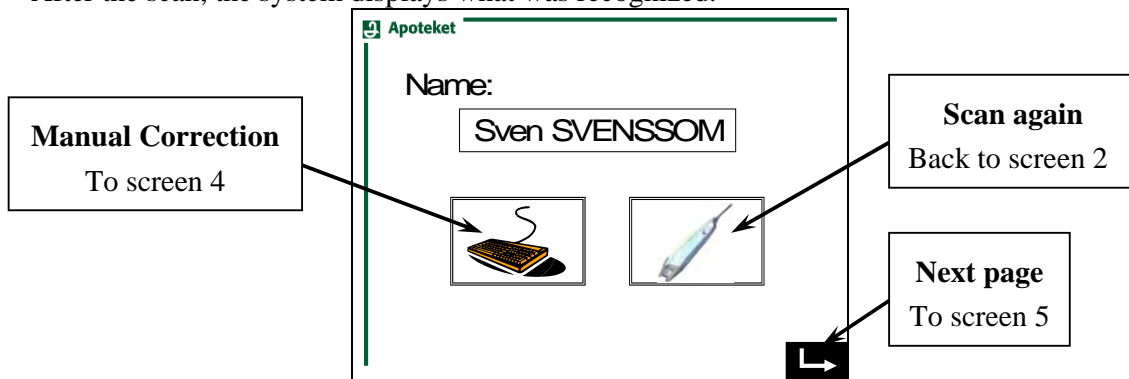 After the scan, the system displays what was recognized:
Apoteket
Name:
Sven SVENSSOM
Manual Correction
To screen 4
Scan again
Back to screen 2
Next page
To screen 5